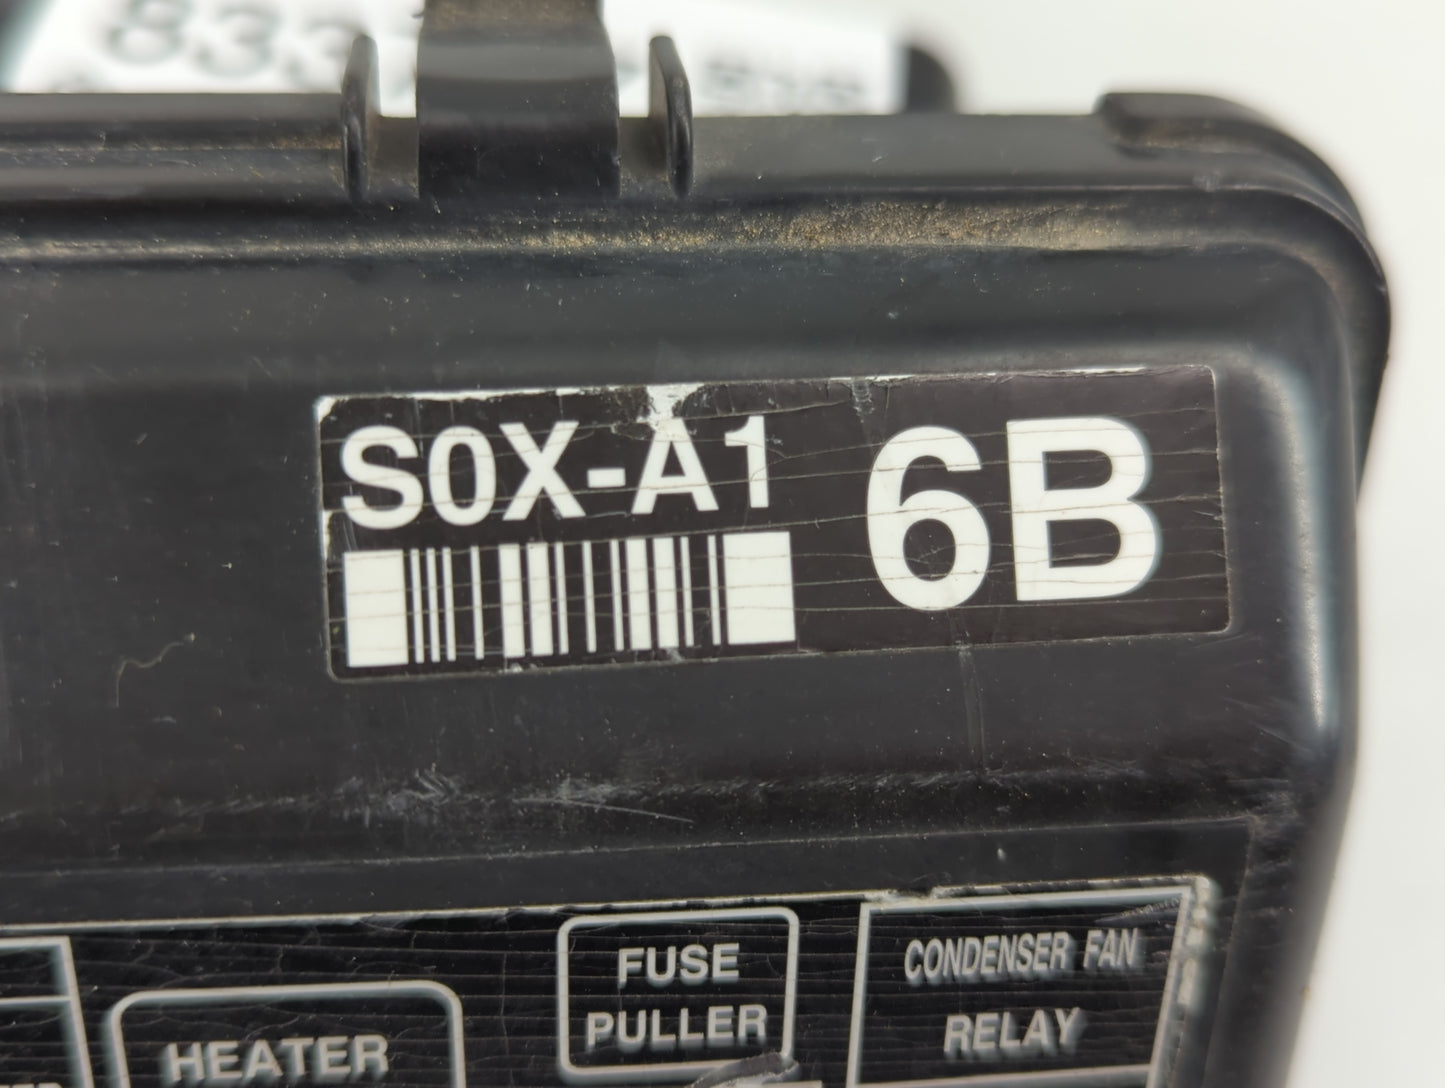 S0X-A1
6B
FUSE
PULLER
CONDENSER FAN
RELAY
HEATER